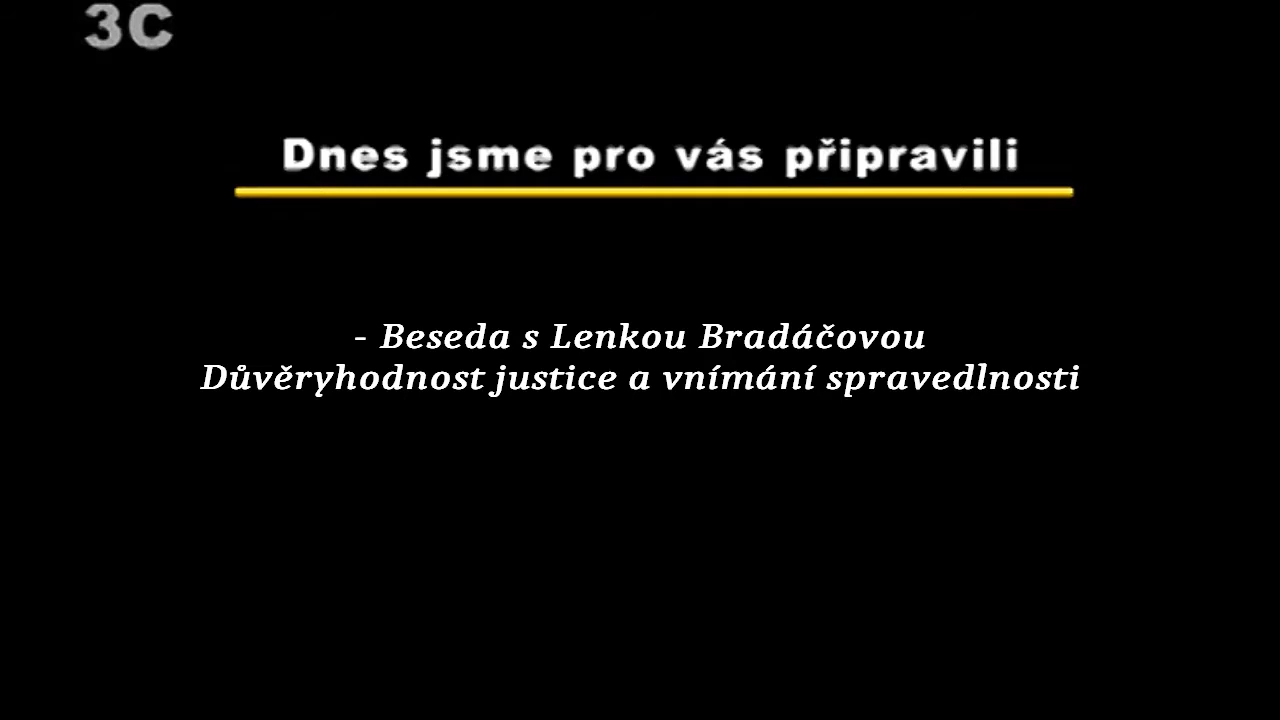 3C
Dnes jsme pro vás připravili
- Beseda s Lenkou Bradáčovou
Důvěryhodnost justice a vnímání spravedlnosti